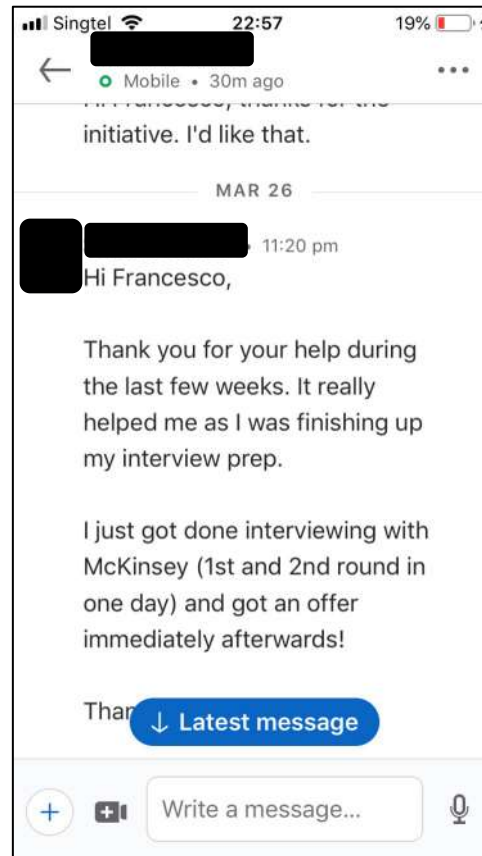 Singtel 22:57 19%
Mobile • 30m ago
initiative. I'd like that.
MAR 26
• 11:20 pm
Hi Francesco,
Thank you for your help during
the last few weeks. It really
helped me as I was finishing up
my interview prep.
I just got done interviewing with
McKinsey (1st and 2nd round in
one day) and got an offer
immediately afterwards!
↓ Latest message
Write a message...